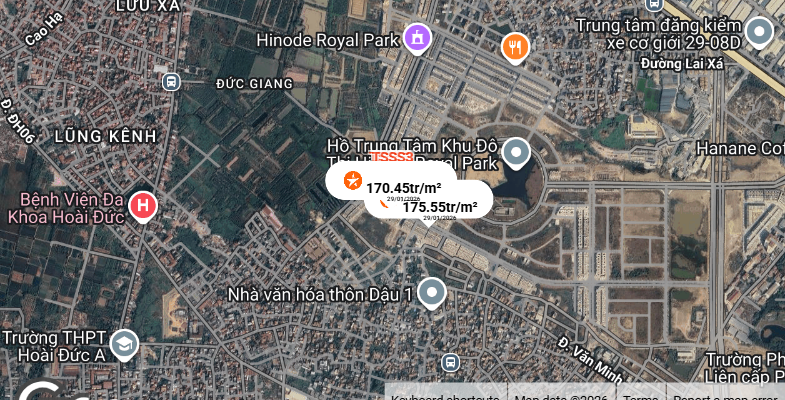 LƯU XÁ
Cao Hạ
Hinode Royal Park
Trung tâm đăng kiểm
xe cơ giới 29-08D
Đường Lai Xá
ĐỨC GIANG
Đ. ĐH06
LŨNG KÊNH
Hồ Trung Tâm Khu Đô
Royal Park
TSSS3
Hanane Cof
170.45tr/m²
29/01/2026
175.55tr/m²
29/01/2026
Bệnh Viện Đa
Khoa Hoài Đức
H
Nhà văn hóa thôn Dậu 1
Trường THPT
Hoài Đức A
Đ. Văn Minh
Trường Ph
Liên cấp P
Keyboard shortcuts
Map data ©2026
Terms
Report a map error